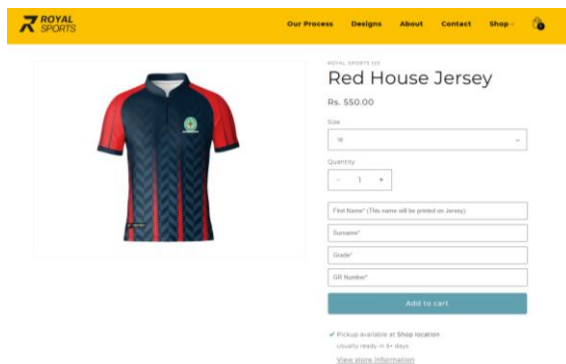 ROYAL
SPORTS
Our Process
Designs
About
Contact
Shop
ROYAL SPORTS
Red House Jersey
Rs. 550.00
Size
Quantity
- 1 +
First Name* (This name will be printed on Jersey)
Surname*
Grade*
GR Number*
Add to cart
Pickup available at Shop location
Usually ready in 5+ days
View store information